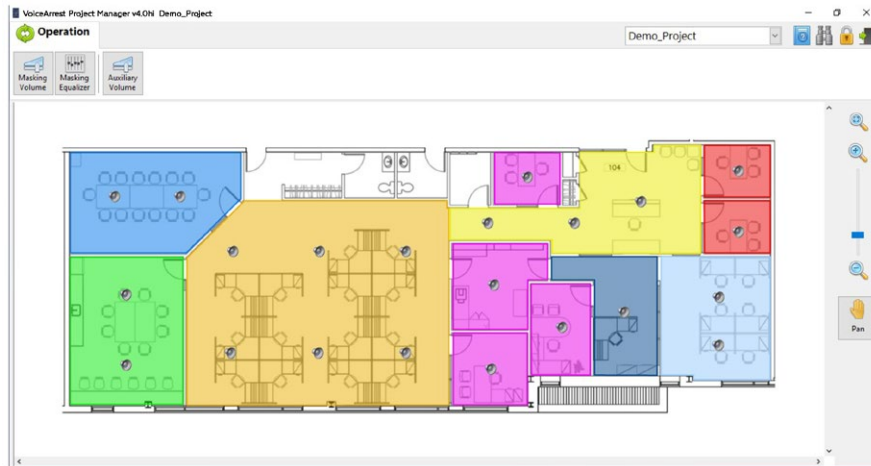 VoiceArrest Project Manager v4.0hi Demo_Project
Operation
Demo_Project
Masking
Volume
Masking
Equalizer
Auxiliary
Volume
104
Pan